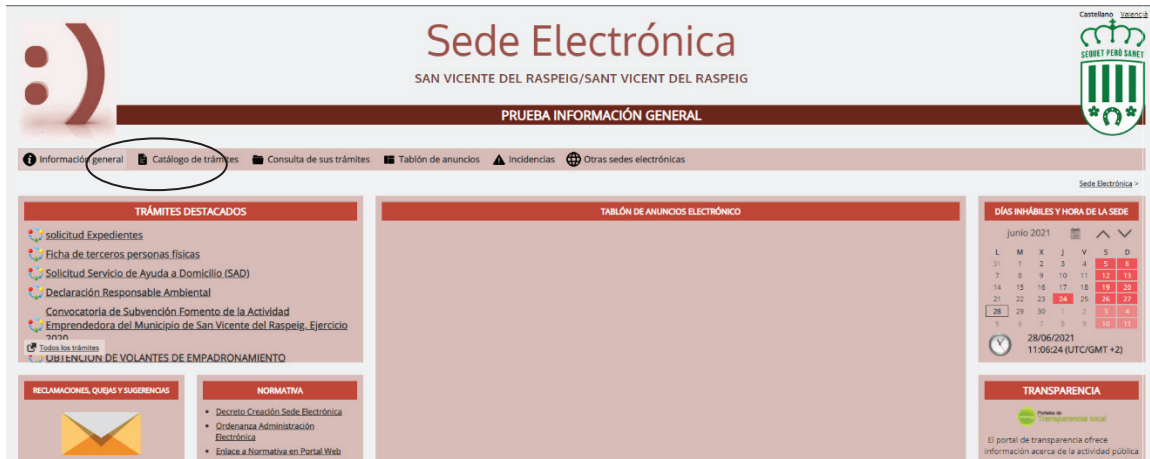 Castellano Valencià
Sede Electrónica
SAN VICENTE DEL RASPEIG/SANT VICENT DEL RASPEIG
SEQUET PERÒ SANET
PRUEBA INFORMACIÓN GENERAL
Información general Catálogo de trámites Consulta de sus trámites Tablón de anuncios Incidencias Otras sedes electrónicas
Sede Electrónica >
TRÁMITES DESTACADOS
solicitud Expedientes
Ficha de terceros personas físicas
Solicitud Servicio de Ayuda a Domicilio (SAD)
Declaración Responsable Ambiental
Convocatoria de Subvención Fomento de la Actividad
Emprendedora del Municipio de San Vicente del Raspeig. Ejercicio
2020
Todos los trámites
OBTENCIÓN DE VOLANTES DE EMPADRONAMIENTO
TABLÓN DE ANUNCIOS ELECTRÓNICO
DÍAS INHÁBILES Y HORA DE LA SEDE
junio 2021
L M X J V S D
31 1 2 3 4 5 6
7 8 9 10 11 12 13
14 15 16 17 18 19 20
21 22 23 24 25 26 27
28 29 30 1 2 3 4
5 6 7 8 9 10 11
28/06/2021
11:06:24 (UTC/GMT +2)
RECLAMACIONES, QUEJAS Y SUGERENCIAS
NORMATIVA
Decreto Creación Sede Electrónica
Ordenanza Administración
Electrónica
Enlace a Normativa en Portal Web
TRANSPARENCIA
Portales de
Transparencia local
El portal de transparencia ofrece
información acerca de la actividad pública